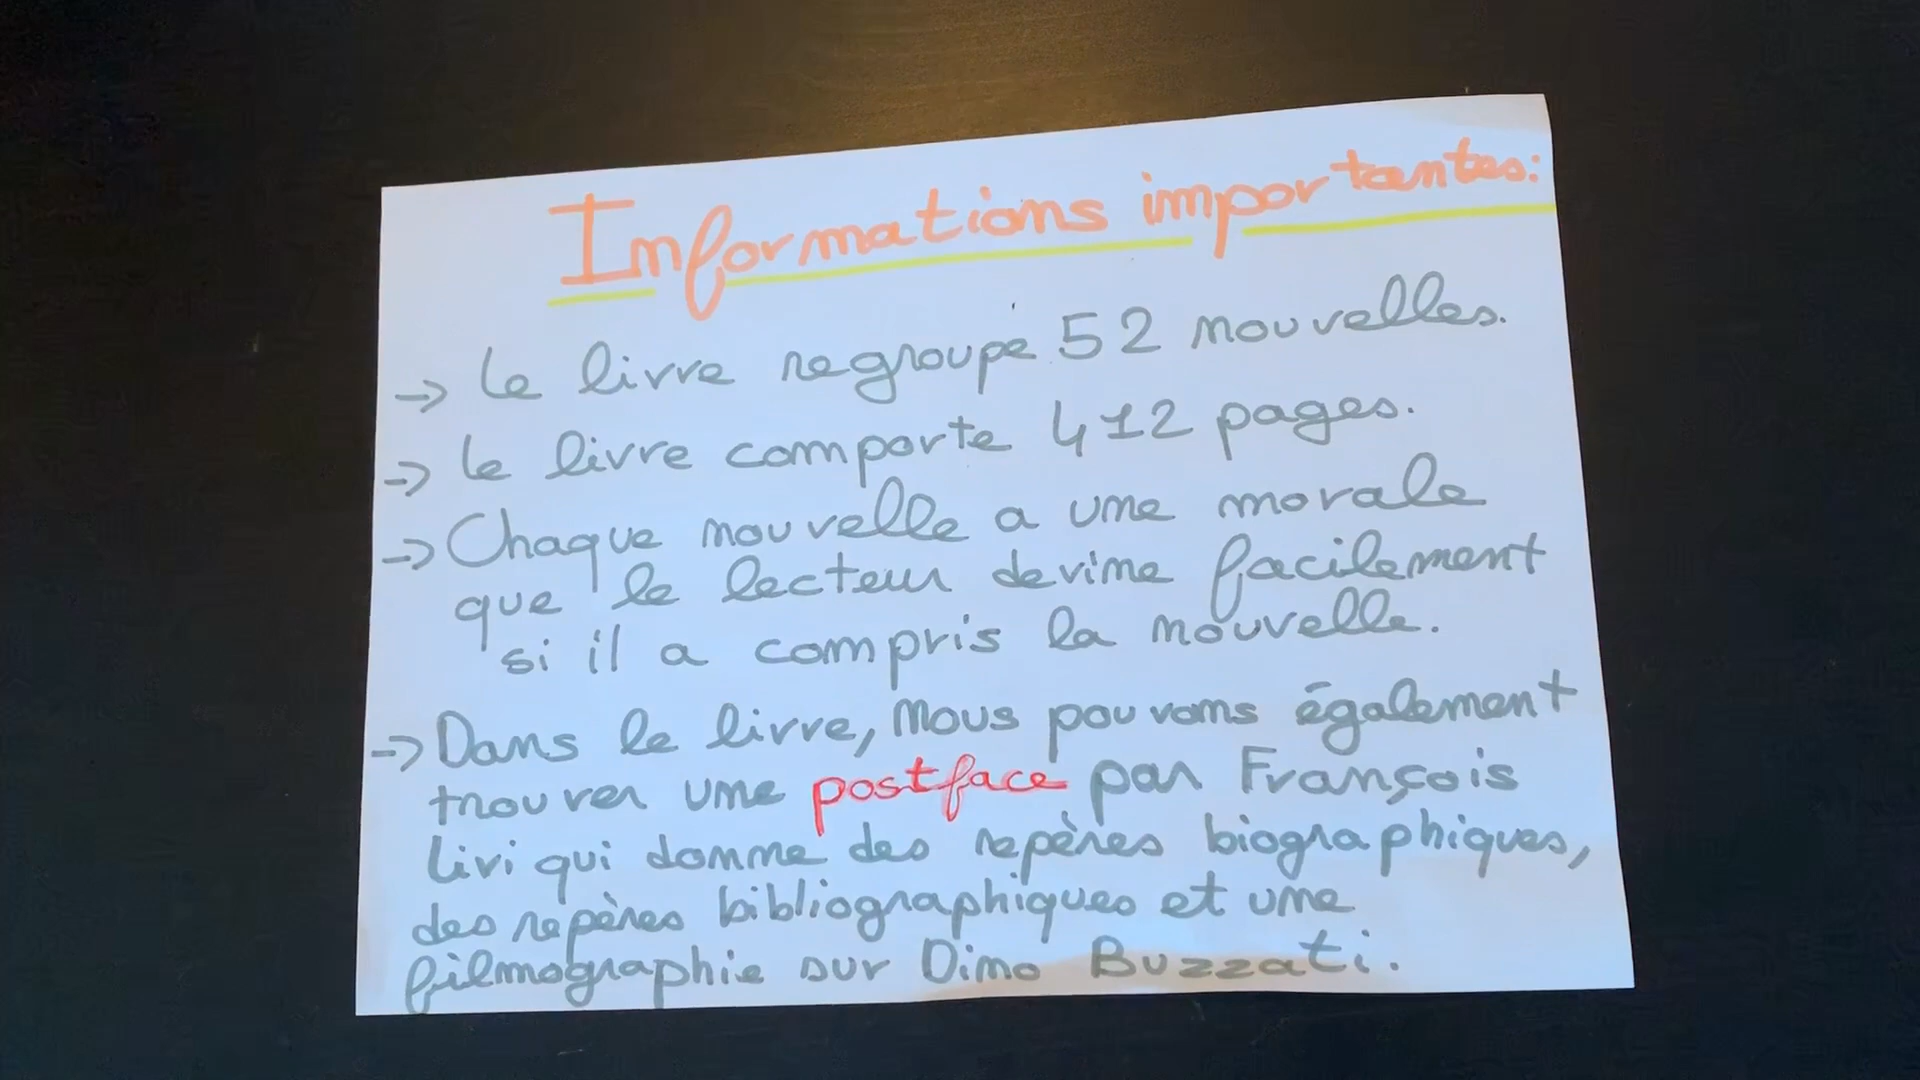 Informations importantes:
-> Le livre regroupe 52 nouvelles.
-> Le livre comporte 412 pages.
-> Chaque nouvelle a une morale
que le lecteur devine facilement
si il a compris la nouvelle.
-> Dans le livre, nous pouvons également
trouver une postface par François
Livi qui donne des repères biographiques,
des repères bibliographiques et une
filmographie sur Dino Buzzati.